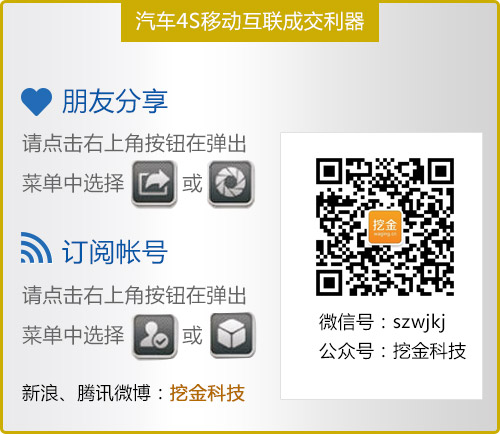 汽车4S移动互联成交利器
朋友分享
请点击右上角按钮在弹出
菜单中选择 或
订阅帐号
请点击右上角按钮在弹出
菜单中选择 或
新浪、腾讯微博：挖金科技
挖金
微信号：szwjkj
公众号：挖金科技